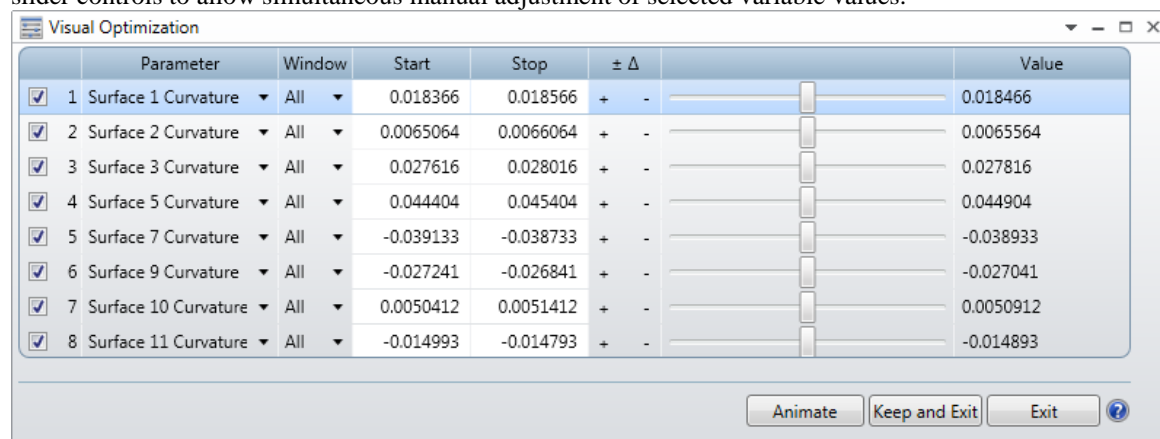 slider controls to allow simultaneous manual adjustment of selected variable values.
Visual Optimization
Parameter Window Start Stop ± Δ Value
1 Surface 1 Curvature All 0.018366 0.018566 + - 0.018466
2 Surface 2 Curvature All 0.0065064 0.0066064 + - 0.0065564
3 Surface 3 Curvature All 0.027616 0.028016 + - 0.027816
4 Surface 5 Curvature All 0.044404 0.045404 + - 0.044904
5 Surface 7 Curvature All -0.039133 -0.038733 + - -0.038933
6 Surface 9 Curvature All -0.027241 -0.026841 + - -0.027041
7 Surface 10 Curvature All 0.0050412 0.0051412 + - 0.0050912
8 Surface 11 Curvature All -0.014993 -0.014793 + - -0.014893
Animate Keep and Exit Exit ?